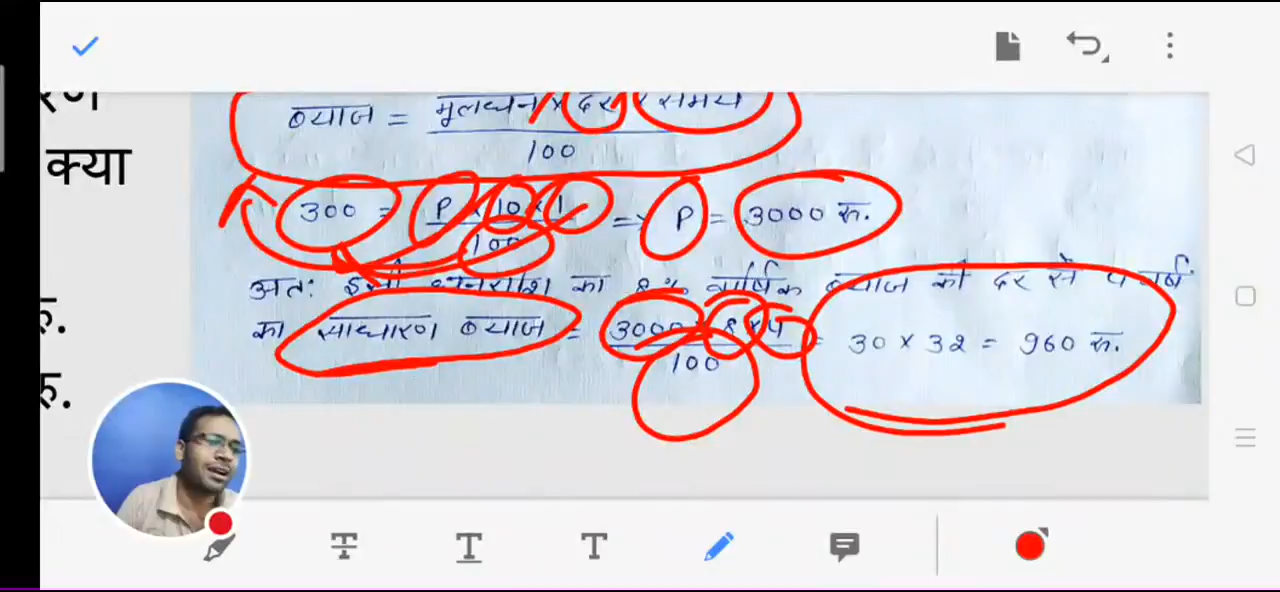 क्या
ब्याज = मूलधन × दर × समय
100
300 = P × 10 × 1 => P = 3000 रु.
100
अतः इसी धनराशि का 8% वार्षिक ब्याज की दर से 4 वर्ष
का साधारण ब्याज = 3000 × 8 × 4 = 30 × 32 = 960 रु.
100
रु.
रु.